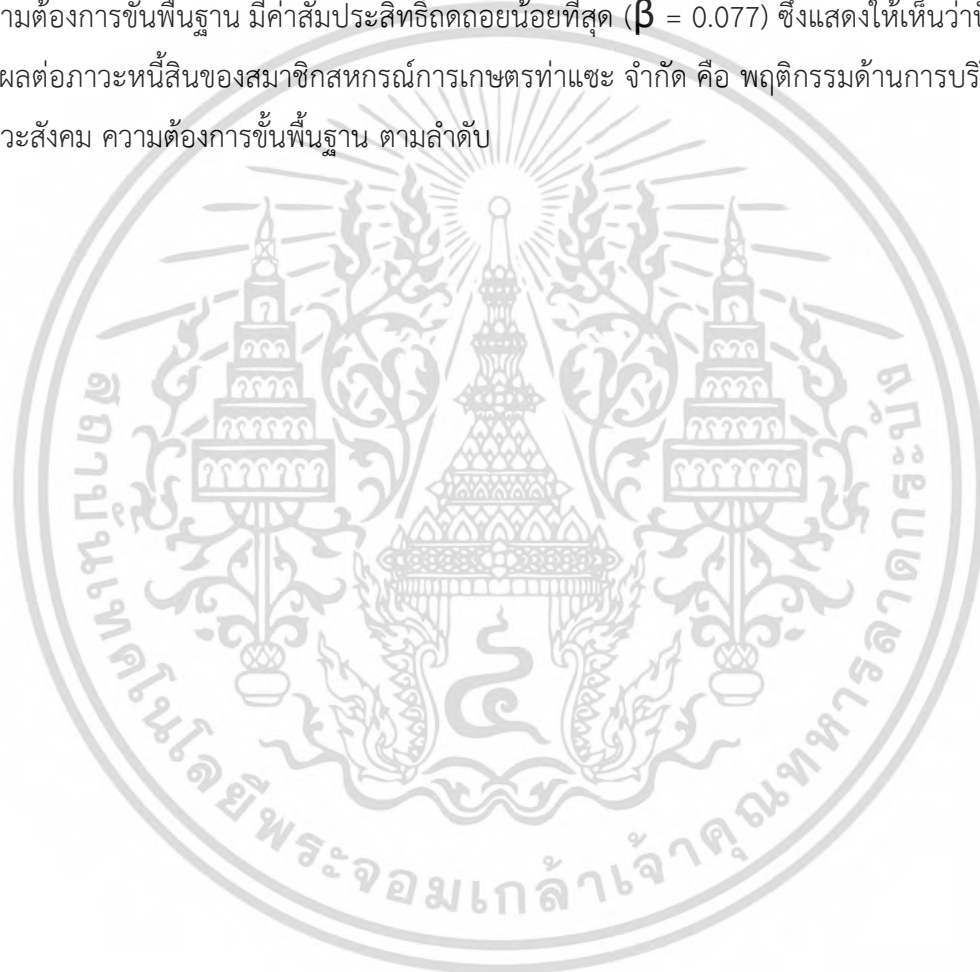 ามต้องการขั้นพื้นฐาน มีค่าสัมประสิทธิ์ถดถอยน้อยที่สุด (β = 0.077) ซึ่งแสดงให้เห็นว่า
ผลต่อภาวะหนี้สินของสมาชิกสหกรณ์การเกษตรท่าแซะ จำกัด คือ พฤติกรรมด้านการบริ
วะสังคม ความต้องการขั้นพื้นฐาน ตามลำดับ
สถาบันเทคโนโลยีพระจอมเกล้าเจ้าคุณทหารลาดกระบัง